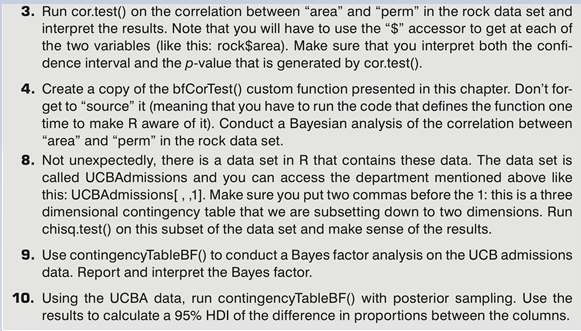 3. Run cor.test() on the correlation between “area” and “perm” in the rock data set and
interpret the results. Note that you will have to use the “$” accessor to get at each of
the two variables (like this: rock$area). Make sure that you interpret both the confi-
dence interval and the p-value that is generated by cor.test().
4. Create a copy of the bfCorTest() custom function presented in this chapter. Don’t for-
get to “source” it (meaning that you have to run the code that defines the function one
time to make R aware of it). Conduct a Bayesian analysis of the correlation between
“area” and “perm” in the rock data set.
8. Not unexpectedly, there is a data set in R that contains these data. The data set is
called UCBAdmissions and you can access the department mentioned above like
this: UCBAdmissions[ , ,1]. Make sure you put two commas before the 1: this is a three
dimensional contingency table that we are subsetting down to two dimensions. Run
chisq.test() on this subset of the data set and make sense of the results.
9. Use contingencyTableBF() to conduct a Bayes factor analysis on the UCB admissions
data. Report and interpret the Bayes factor.
10. Using the UCBA data, run contingencyTableBF() with posterior sampling. Use the
results to calculate a 95% HDI of the difference in proportions between the columns.